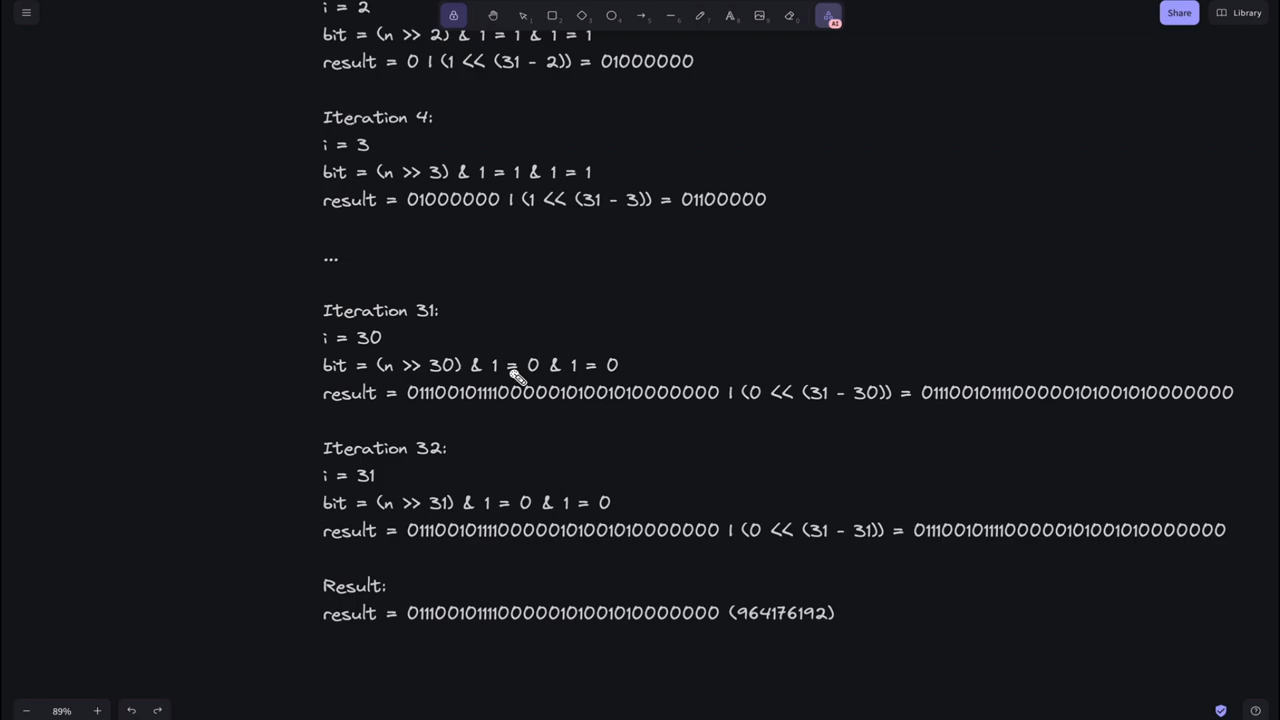 AI
Share
Library
i = 2
bit = (n >> 2) & 1 = 1 & 1 = 1
result = 0 | (1 << (31 - 2)) = 01000000
Iteration 4:
i = 3
bit = (n >> 3) & 1 = 1 & 1 = 1
result = 01000000 | (1 << (31 - 3)) = 01100000
...
Iteration 31:
i = 30
bit = (n >> 30) & 1 = 0 & 1 = 0
result = 01110010111100000101001010000000 | (0 << (31 - 30)) = 01110010111100000101001010000000
Iteration 32:
i = 31
bit = (n >> 31) & 1 = 0 & 1 = 0
result = 01110010111100000101001010000000 | (0 << (31 - 31)) = 01110010111100000101001010000000
Result:
result = 01110010111100000101001010000000 (964176192)
89%